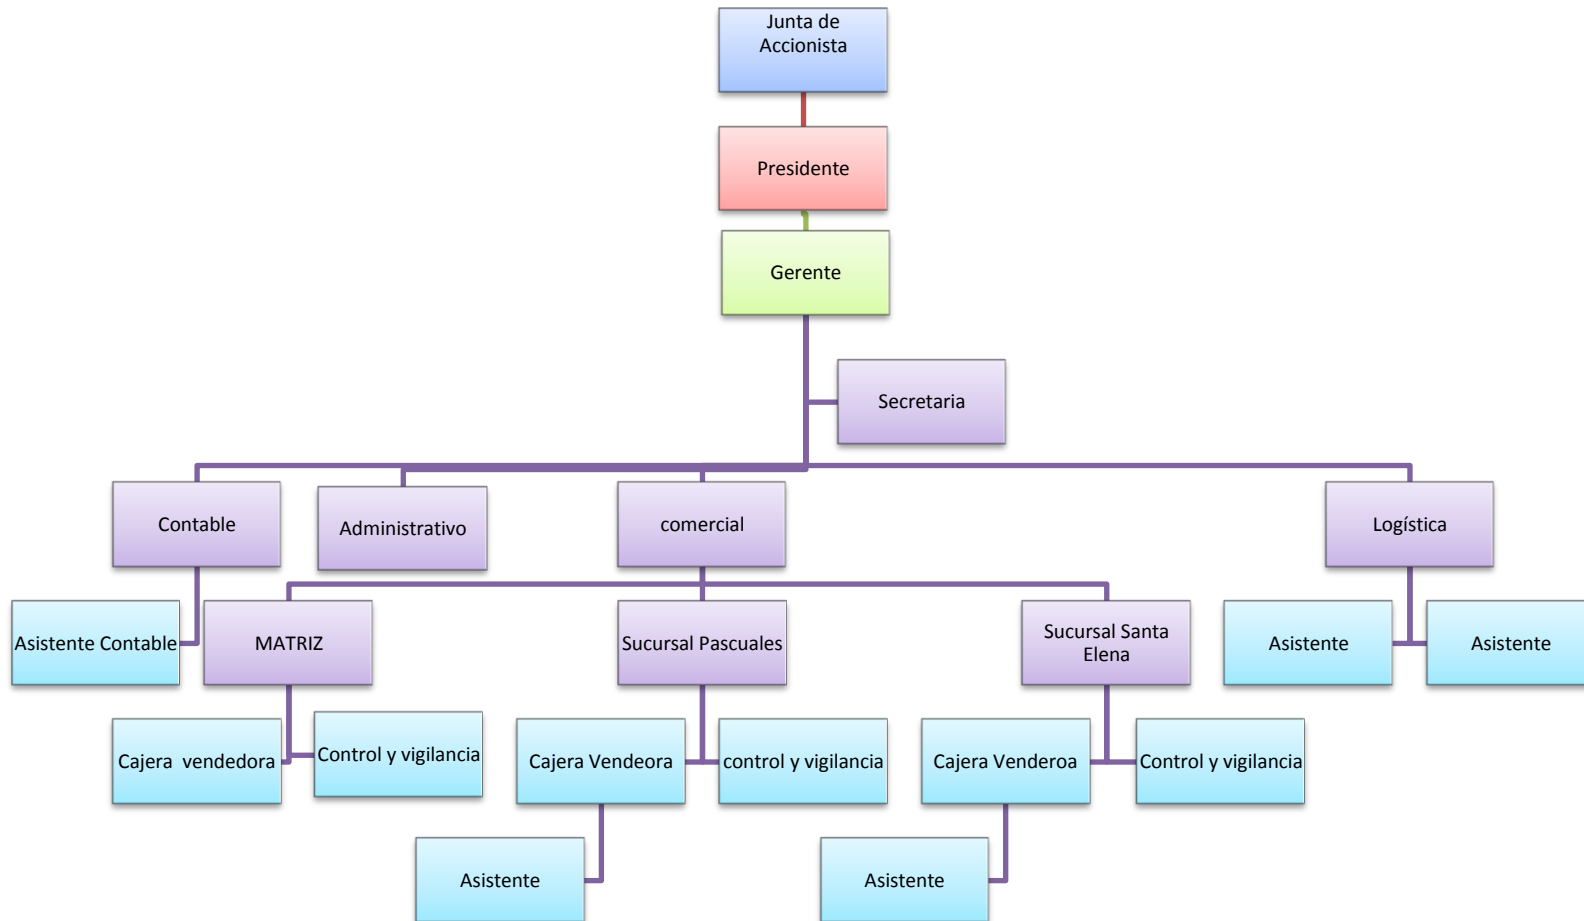 Junta de
Accionista
Presidente
Gerente
Secretaria
Contable
Administrativo
comercial
Logística
Asistente Contable
MATRIZ
Sucursal Pascuales
Sucursal Santa
Elena
Asistente
Asistente
Cajera  vendedora
Control y vigilancia
Cajera Vendeora
control y vigilancia
Cajera Venderoa
Control y vigilancia
Asistente
Asistente